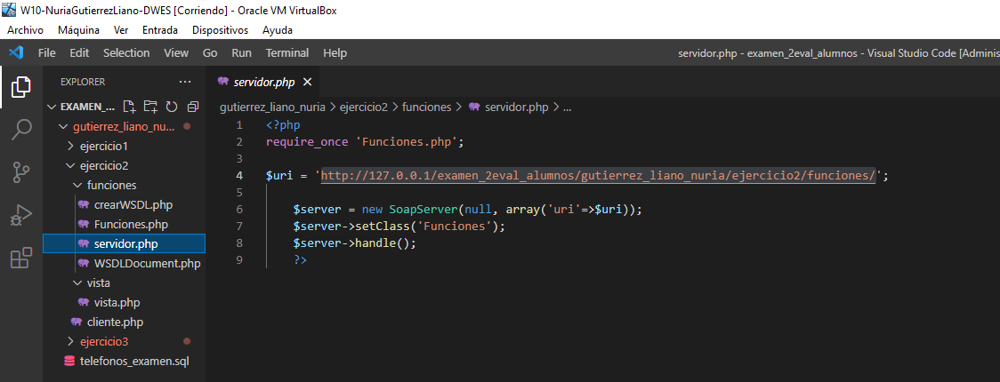 W10-NuriaGutierrezLiano-DWES [Corriendo] - Oracle VM VirtualBox
Archivo Máquina Ver Entrada Dispositivos Ayuda
File Edit Selection View Go Run Terminal Help servidor.php - examen_2eval_alumnos - Visual Studio Code [Adminis
EXPLORER ...
EXAMEN_...
gutierrez_liano_nu...
ejercicio1
ejercicio2
funciones
crearWSDL.php
Funciones.php
servidor.php
WSDLDocument.php
vista
vista.php
cliente.php
ejercicio3
telefonos_examen.sql
servidor.php
gutierrez_liano_nuria > ejercicio2 > funciones > servidor.php > ...
1 <?php
2 require_once 'Funciones.php';
3
4 $uri = 'http://127.0.0.1/examen_2eval_alumnos/gutierrez_liano_nuria/ejercicio2/funciones/';
5
6 $server = new SoapServer(null, array('uri'=>$uri));
7 $server->setClass('Funciones');
8 $server->handle();
9 ?>